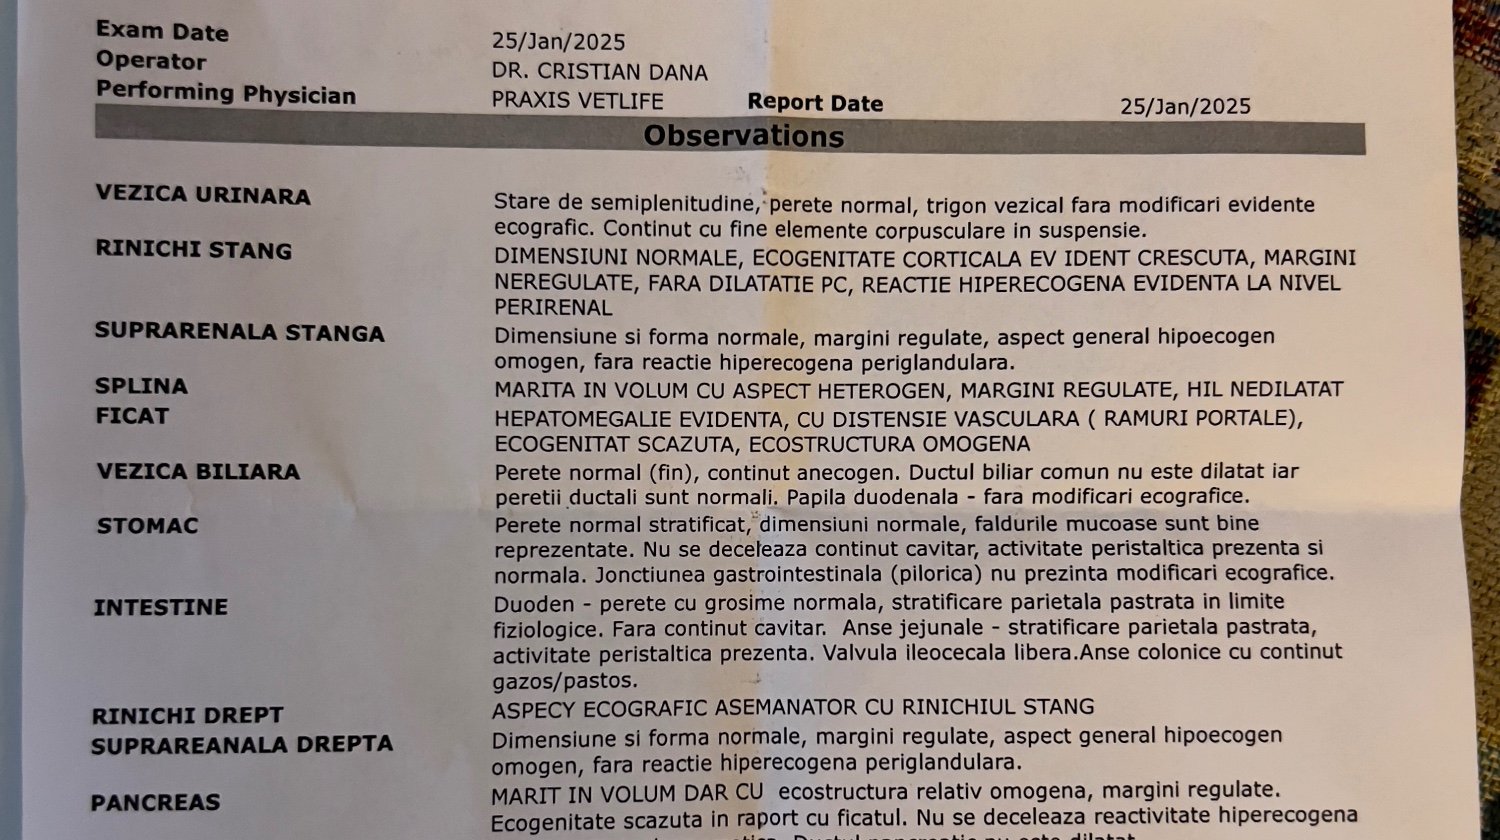 Exam Date 25/Jan/2025
Operator DR. CRISTIAN DANA
Performing Physician PRAXIS VETLIFE Report Date 25/Jan/2025
Observations
VEZICA URINARA Stare de semiplenitudine, perete normal, trigon vezical fara modificari evidente
ecografic. Continut cu fine elemente corpusculare in suspensie.
RINICHI STANG DIMENSIUNI NORMALE, ECOGENITATE CORTICALA EV IDENT CRESCUTA, MARGINI
NEREGULATE, FARA DILATATIE PC, REACTIE HIPERECOGENA EVIDENTA LA NIVEL
PERIRENAL
SUPRARENALA STANGA Dimensiune si forma normale, margini regulate, aspect general hipoecogen
omogen, fara reactie hiperecogena periglandulara.
SPLINA MARITA IN VOLUM CU ASPECT HETEROGEN, MARGINI REGULATE, HIL NEDILATAT
FICAT HEPATOMEGALIE EVIDENTA, CU DISTENSIE VASCULARA ( RAMURI PORTALE),
ECOGENITAT SCAZUTA, ECOSTRUCTURA OMOGENA
VEZICA BILIARA Perete normal (fin), continut anecogen. Ductul biliar comun nu este dilatat iar
peretii ductali sunt normali. Papila duodenala - fara modificari ecografice.
STOMAC Perete normal stratificat, dimensiuni normale, faldurile mucoase sunt bine
reprezentate. Nu se deceleaza continut cavitar, activitate peristaltica prezenta si
normala. Jonctiunea gastrointestinala (pilorica) nu prezinta modificari ecografice.
INTESTINE Duoden - perete cu grosime normala, stratificare parietala pastrata in limite
fiziologice. Fara continut cavitar. Anse jejunale - stratificare parietala pastrata,
activitate peristaltica prezenta. Valvula ileocecala libera.Anse colonice cu continut
gazos/pastos.
RINICHI DREPT ASPECY ECOGRAFIC ASEMANATOR CU RINICHIUL STANG
SUPRAREANALA DREPTA Dimensiune si forma normale, margini regulate, aspect general hipoecogen
omogen, fara reactie hiperecogena periglandulara.
PANCREAS MARIT IN VOLUM DAR CU ecostructura relativ omogena, margini regulate.
Ecogenitate scazuta in raport cu ficatul. Nu se deceleaza reactivitate hiperecogena
Ductul pancreatic nu este dilatat.